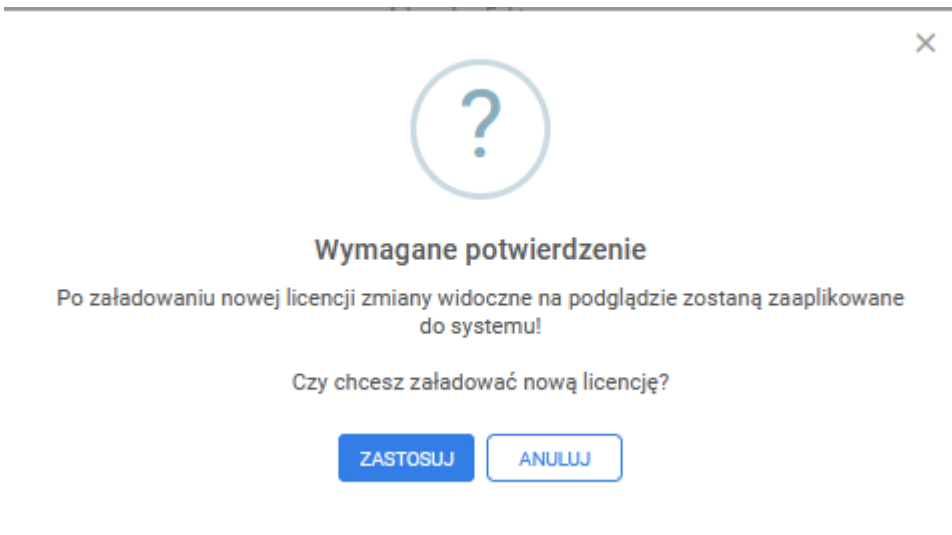 ?
Wymagane potwierdzenie
Po załadowaniu nowej licencji zmiany widoczne na podglądzie zostaną zaaplikowane
do systemu!
Czy chcesz załadować nową licencję?
ZASTOSUJ ANULUJ